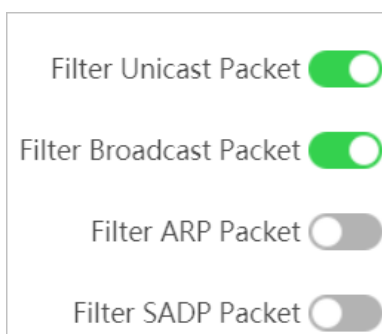 Filter Unicast Packet
Filter Broadcast Packet
Filter ARP Packet
Filter SADP Packet